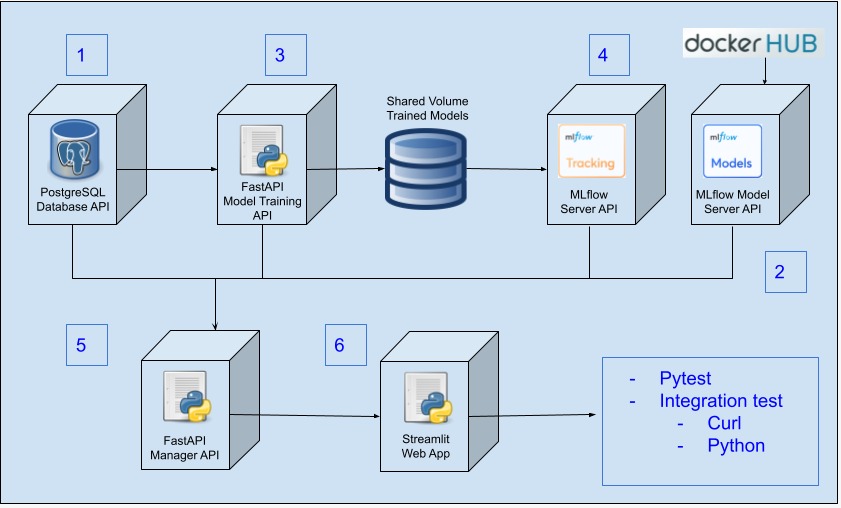 1
3
4
docker HUB
Shared Volume
Trained Models
mlflow
Tracking
mlflow
Models
PostgreSQL
Database API
FastAPI
Model Training
API
MLflow
Server API
MLflow Model
Server API
2
5
6
FastAPI
Manager API
Streamlit
Web App
- Pytest
- Integration test
- Curl
- Python